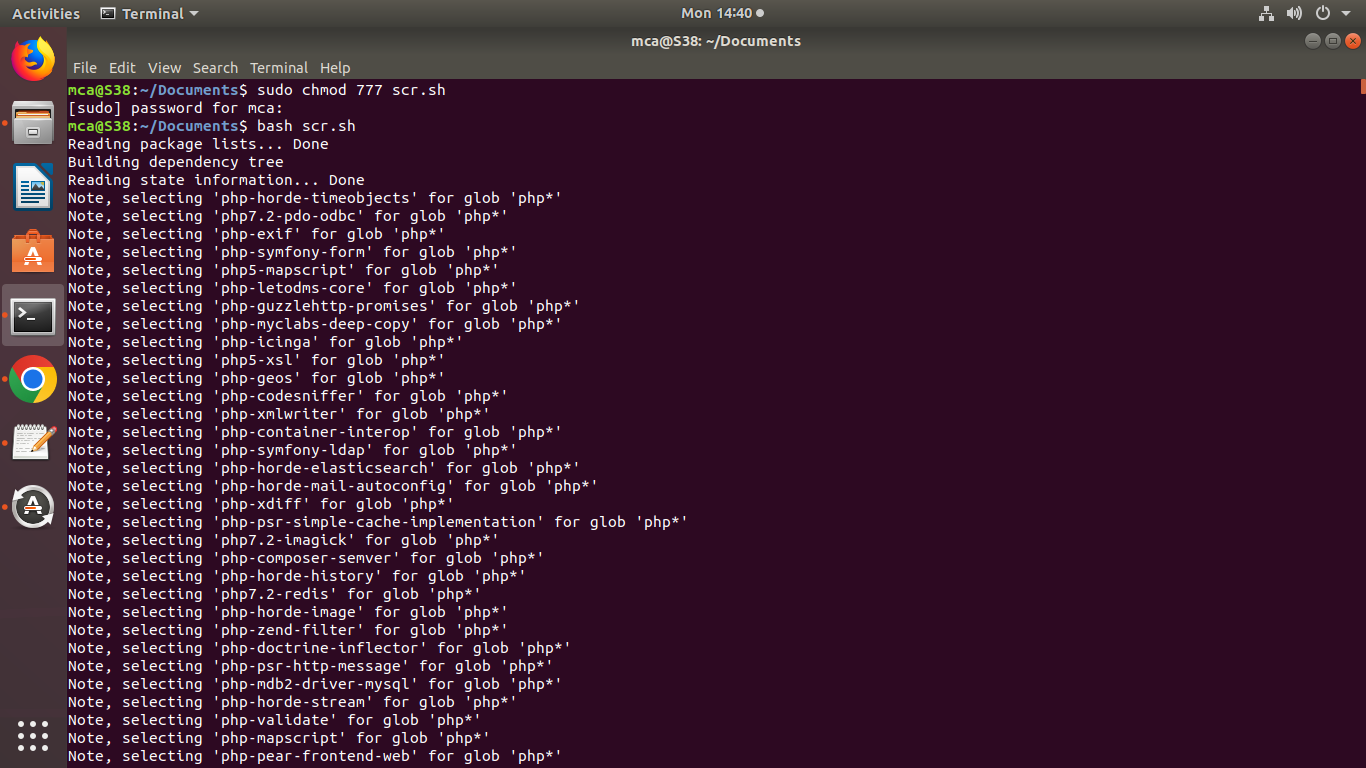 Activities Terminal Mon 14:40
mca@S38: ~/Documents
File Edit View Search Terminal Help
mca@S38:~/Documents$ sudo chmod 777 scr.sh
[sudo] password for mca:
mca@S38:~/Documents$ bash scr.sh
Reading package lists... Done
Building dependency tree
Reading state information... Done
Note, selecting 'php-horde-timeobjects' for glob 'php*'
Note, selecting 'php7.2-pdo-odbc' for glob 'php*'
Note, selecting 'php-exif' for glob 'php*'
Note, selecting 'php-symfony-form' for glob 'php*'
Note, selecting 'php5-mapscript' for glob 'php*'
Note, selecting 'php-letodms-core' for glob 'php*'
Note, selecting 'php-guzzlehttp-promises' for glob 'php*'
Note, selecting 'php-myclabs-deep-copy' for glob 'php*'
Note, selecting 'php-icinga' for glob 'php*'
Note, selecting 'php5-xsl' for glob 'php*'
Note, selecting 'php-geos' for glob 'php*'
Note, selecting 'php-codesniffer' for glob 'php*'
Note, selecting 'php-xmlwriter' for glob 'php*'
Note, selecting 'php-container-interop' for glob 'php*'
Note, selecting 'php-symfony-ldap' for glob 'php*'
Note, selecting 'php-horde-elasticsearch' for glob 'php*'
Note, selecting 'php-horde-mail-autoconfig' for glob 'php*'
Note, selecting 'php-xdiff' for glob 'php*'
Note, selecting 'php-psr-simple-cache-implementation' for glob 'php*'
Note, selecting 'php7.2-imagick' for glob 'php*'
Note, selecting 'php-composer-semver' for glob 'php*'
Note, selecting 'php-horde-history' for glob 'php*'
Note, selecting 'php7.2-redis' for glob 'php*'
Note, selecting 'php-horde-image' for glob 'php*'
Note, selecting 'php-zend-filter' for glob 'php*'
Note, selecting 'php-doctrine-inflector' for glob 'php*'
Note, selecting 'php-psr-http-message' for glob 'php*'
Note, selecting 'php-mdb2-driver-mysql' for glob 'php*'
Note, selecting 'php-horde-stream' for glob 'php*'
Note, selecting 'php-validate' for glob 'php*'
Note, selecting 'php-mapscript' for glob 'php*'
Note, selecting 'php-pear-frontend-web' for glob 'php*'